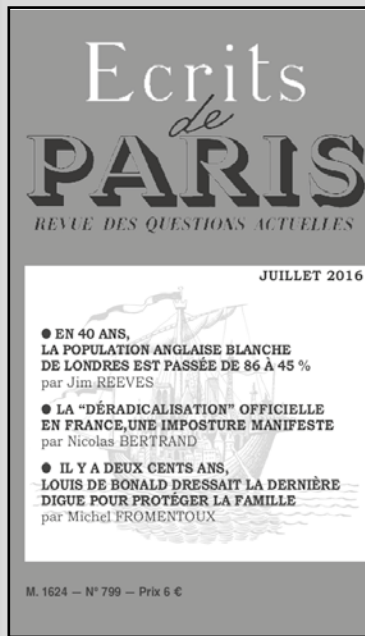 Ecrits
de
PARIS
REVUE DES QUESTIONS ACTUELLES
JUILLET 2016
● EN 40 ANS,
LA POPULATION ANGLAISE BLANCHE
DE LONDRES EST PASSÉE DE 86 À 45 %
par Jim REEVES
● LA “DÉRADICALISATION” OFFICIELLE
EN FRANCE,UNE IMPOSTURE MANIFESTE
par Nicolas BERTRAND
● IL Y A DEUX CENTS ANS,
LOUIS DE BONALD DRESSAIT LA DERNIÈRE
DIGUE POUR PROTÉGER LA FAMILLE
par Michel FROMENTOUX
M. 1624 — N° 799 — Prix 6 €